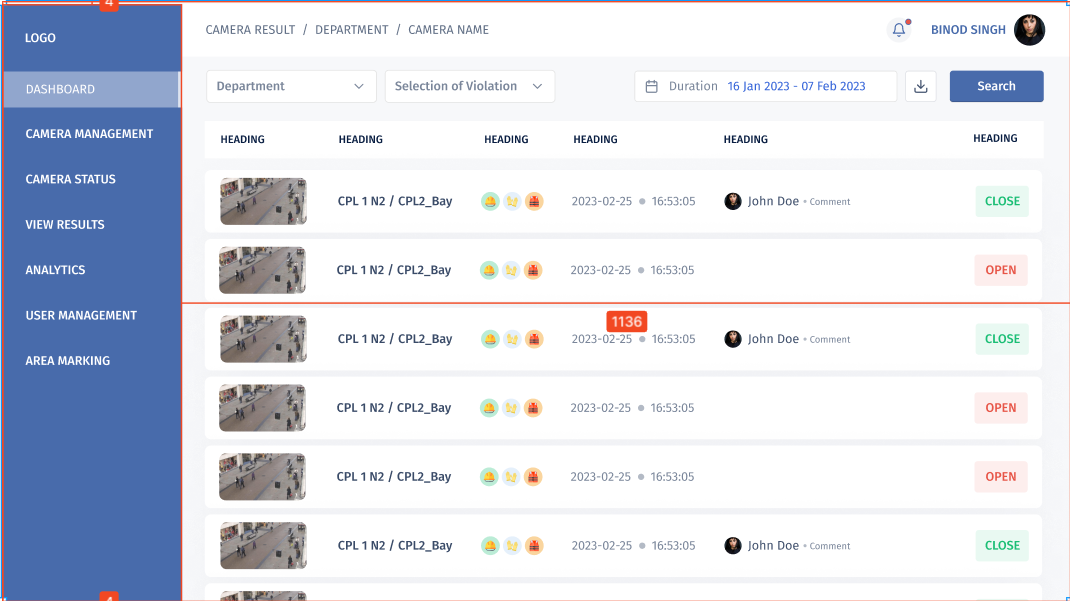 4
LOGO
CAMERA RESULT / DEPARTMENT / CAMERA NAME
BINOD SINGH
DASHBOARD
CAMERA MANAGEMENT
CAMERA STATUS
VIEW RESULTS
ANALYTICS
USER MANAGEMENT
AREA MARKING
Department
Selection of Violation
Duration 16 Jan 2023 - 07 Feb 2023
Search
HEADING HEADING HEADING HEADING HEADING HEADING
CPL 1 N2 / CPL2_Bay 2023-02-25 16:53:05 John Doe • Comment CLOSE
CPL 1 N2 / CPL2_Bay 2023-02-25 16:53:05 OPEN
1136
CPL 1 N2 / CPL2_Bay 2023-02-25 16:53:05 John Doe • Comment CLOSE
CPL 1 N2 / CPL2_Bay 2023-02-25 16:53:05 OPEN
CPL 1 N2 / CPL2_Bay 2023-02-25 16:53:05 OPEN
CPL 1 N2 / CPL2_Bay 2023-02-25 16:53:05 John Doe • Comment CLOSE
4